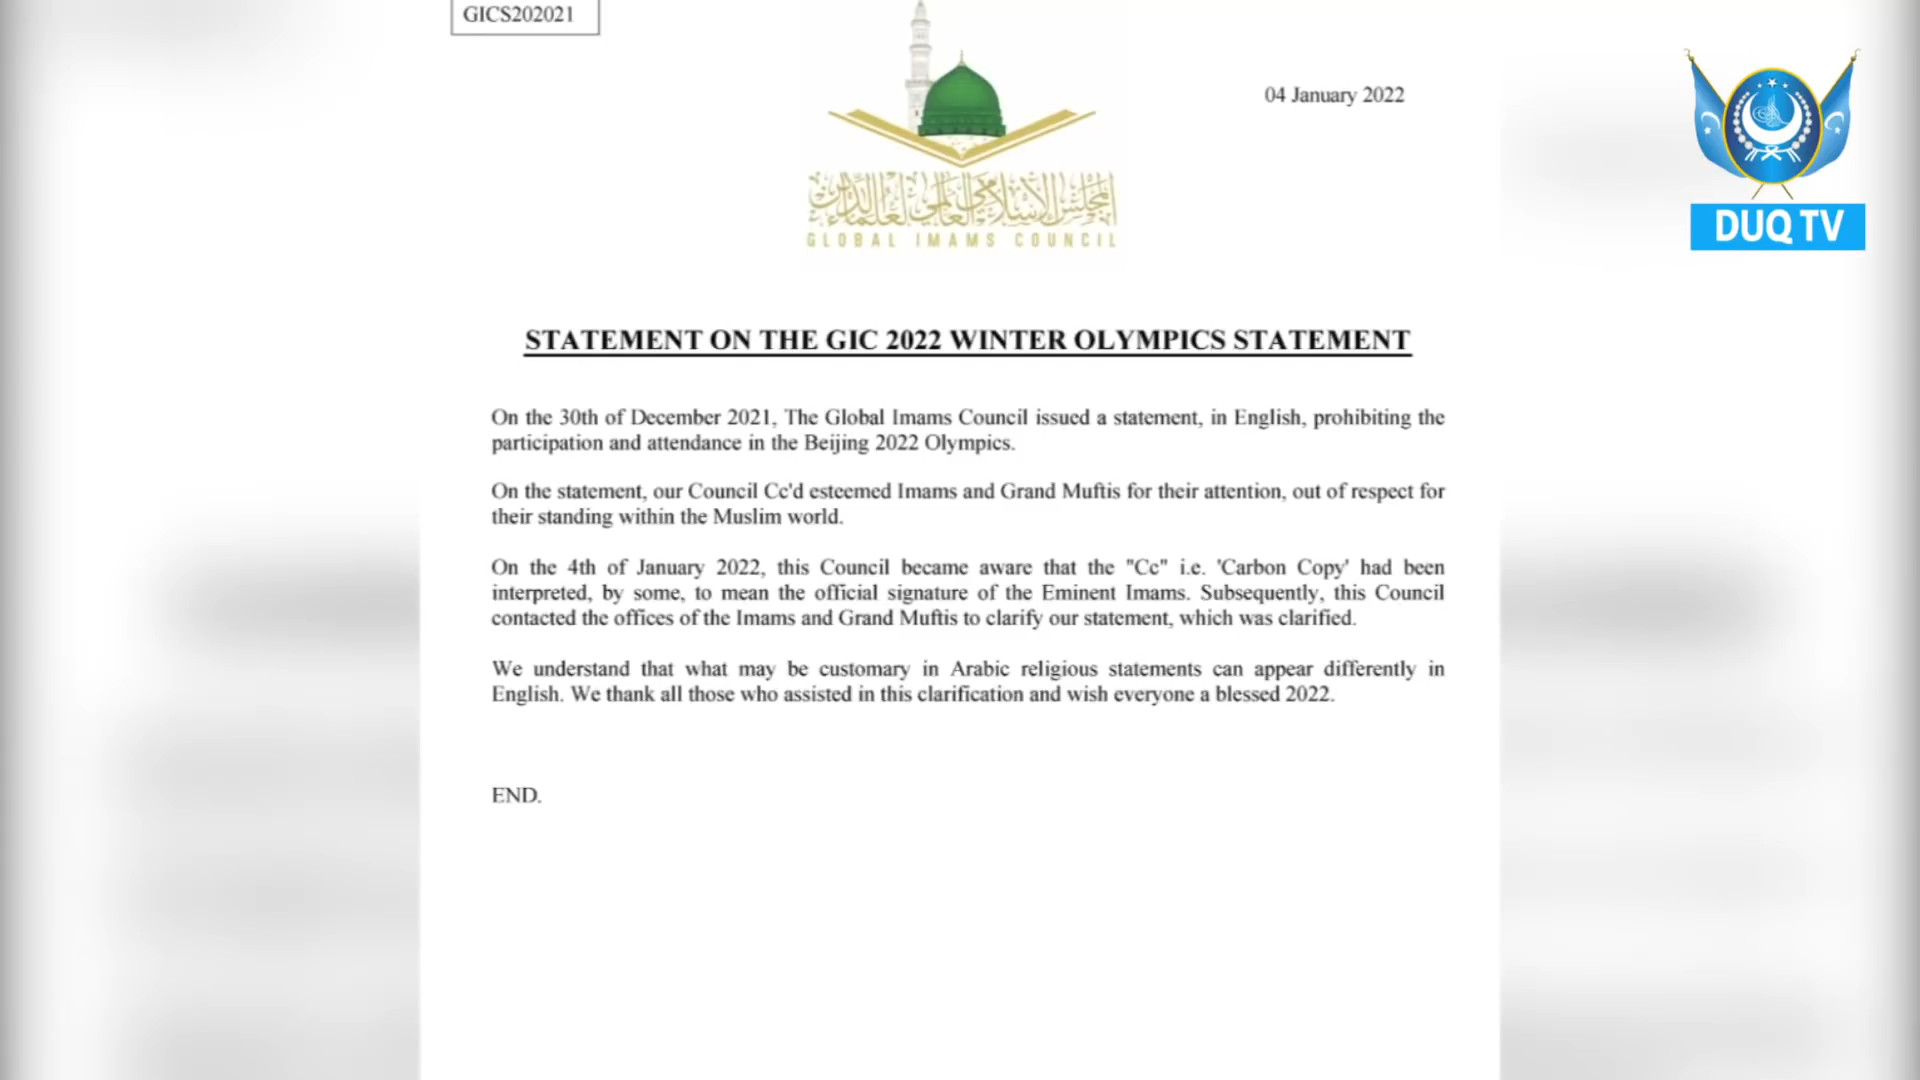 GICS202021
04 January 2022
DUQ TV
GLOBAL IMAMS COUNCIL
STATEMENT ON THE GIC 2022 WINTER OLYMPICS STATEMENT
On the 30th of December 2021, The Global Imams Council issued a statement, in English, prohibiting the
participation and attendance in the Beijing 2022 Olympics.
On the statement, our Council Cc'd esteemed Imams and Grand Muftis for their attention, out of respect for
their standing within the Muslim world.
On the 4th of January 2022, this Council became aware that the "Cc" i.e. 'Carbon Copy' had been
interpreted, by some, to mean the official signature of the Eminent Imams. Subsequently, this Council
contacted the offices of the Imams and Grand Muftis to clarify our statement, which was clarified.
We understand that what may be customary in Arabic religious statements can appear differently in
English. We thank all those who assisted in this clarification and wish everyone a blessed 2022.
END.